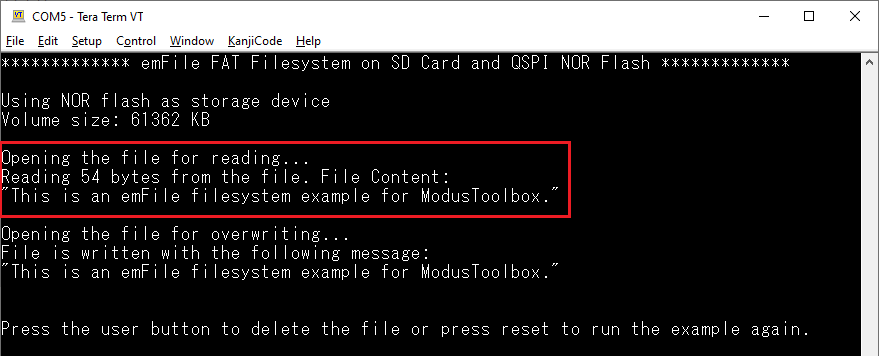 COM5 - Tera Term VT
File Edit Setup Control Window KanjiCode Help
************* emFile FAT Filesystem on SD Card and QSPI NOR Flash *************
Using NOR flash as storage device
Volume size: 61362 KB
Opening the file for reading...
Reading 54 bytes from the file. File Content:
"This is an emFile filesystem example for ModusToolbox."
Opening the file for overwriting...
File is written with the following message:
"This is an emFile filesystem example for ModusToolbox."
Press the user button to delete the file or press reset to run the example again.